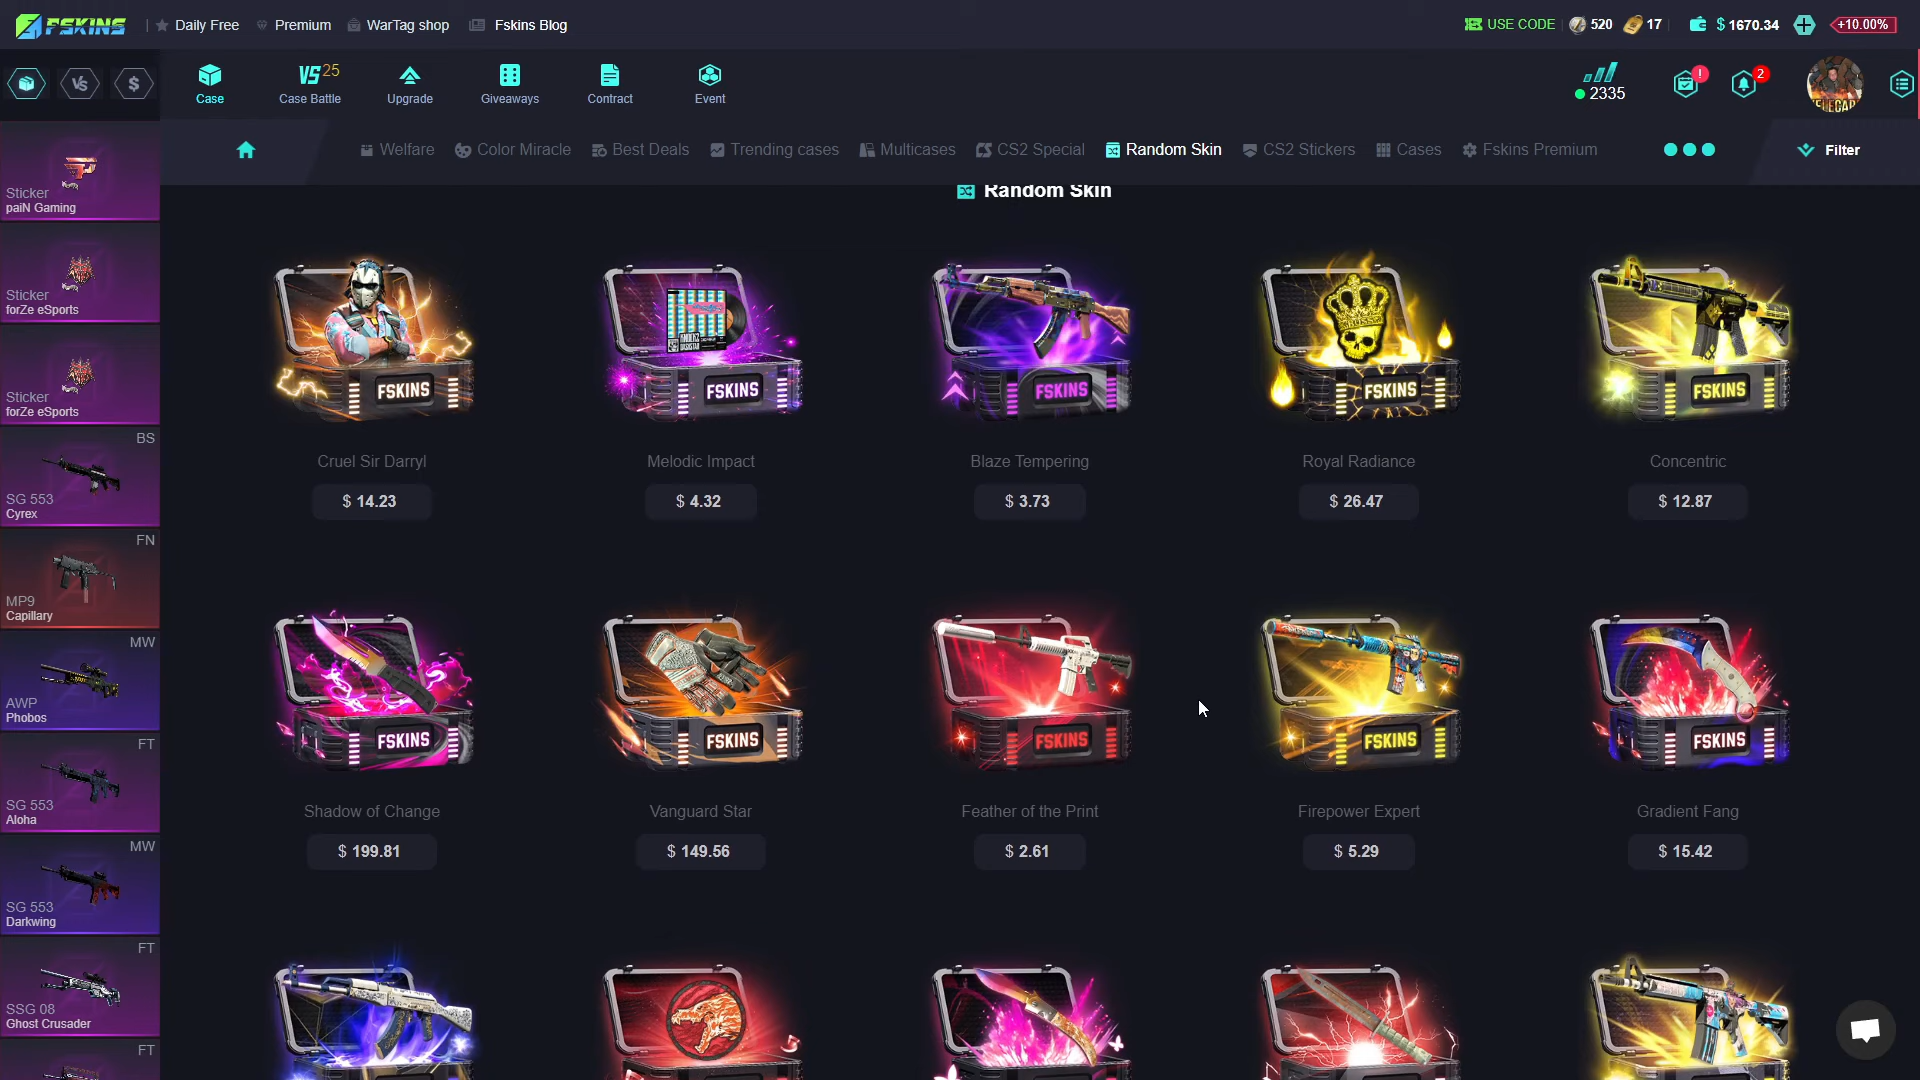 FSKINS
Daily Free
Premium
WarTag shop
Fskins Blog
USE CODE
520
17
$ 1670.34
+10.00%
VS
$
Case
VS 25
Case Battle
Upgrade
Giveaways
Contract
Event
2335
!
2
Welfare
Color Miracle
Best Deals
Trending cases
Multicases
CS2 Special
Random Skin
CS2 Stickers
Cases
Fskins Premium
Filter
Random Skin
Sticker
paiN Gaming
Sticker
forZe eSports
Sticker
forZe eSports
BS
SG 553
Cyrex
FN
MP9
Capillary
MW
AWP
Phobos
FT
SG 553
Aloha
MW
SG 553
Darkwing
FT
SSG 08
Ghost Crusader
FT
FSKINS
FSKINS
FSKINS
FSKINS
FSKINS
Cruel Sir Darryl
Melodic Impact
Blaze Tempering
Royal Radiance
Concentric
$ 14.23
$ 4.32
$ 3.73
$ 26.47
$ 12.87
FSKINS
FSKINS
FSKINS
FSKINS
FSKINS
Shadow of Change
Vanguard Star
Feather of the Print
Firepower Expert
Gradient Fang
$ 199.81
$ 149.56
$ 2.61
$ 5.29
$ 15.42